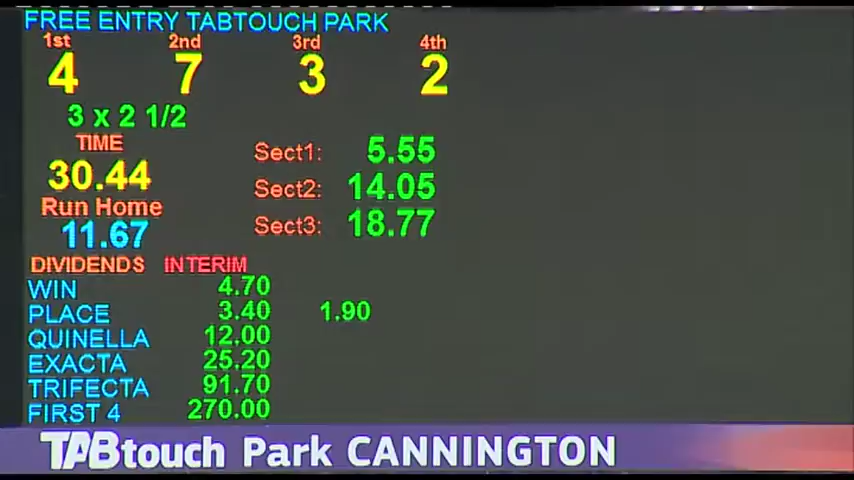 FREE ENTRY TABTOUCH PARK
1st 2nd 3rd 4th
4 7 3 2
3 x 2 1/2
TIME
30.44
Run Home
11.67
Sect1: 5.55
Sect2: 14.05
Sect3: 18.77
DIVIDENDS INTERIM
WIN 4.70
PLACE 3.40 1.90
QUINELLA 12.00
EXACTA 25.20
TRIFECTA 91.70
FIRST 4 270.00
TABtouch Park CANNINGTON